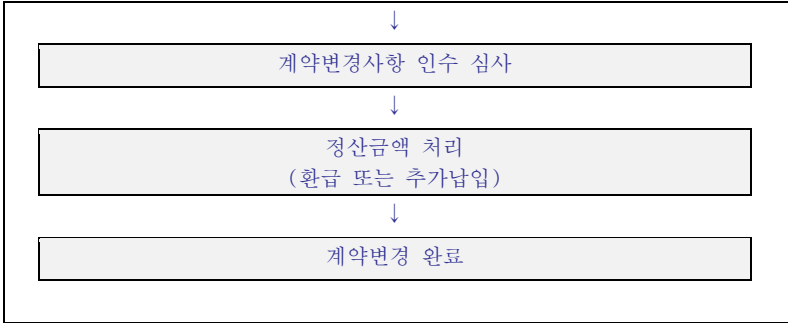 ↓
계약변경사항 인수 심사
↓
정산금액 처리
(환급 또는 추가납입)
↓
계약변경 완료